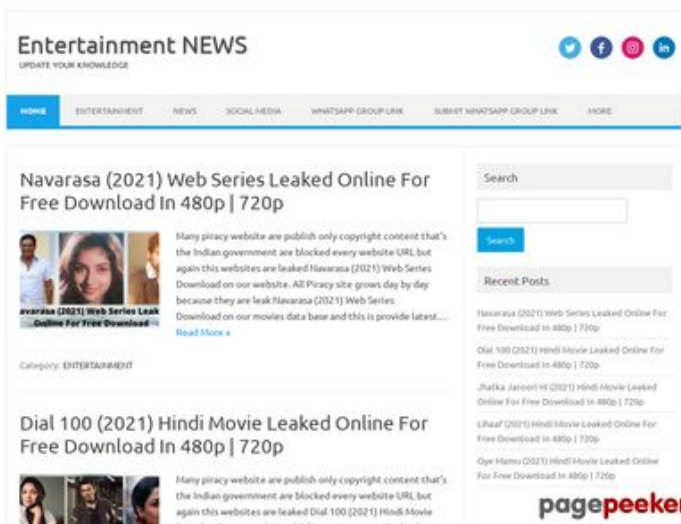 Entertainment NEWS
UPDATE YOUR KNOWLEDGE
HOME ENTERTAINMENT NEWS SOCIAL MEDIA WHATSAPP GROUP LINK SUBMIT WHATSAPP GROUP LINK MORE
Navarasa (2021) Web Series Leaked Online For
Free Download In 480p | 720p
Many piracy website are publish only copyright content that's
the Indian government are blocked every website URL but
again this websites are leaked Navarasa (2021) Web Series
Download on our website. All Piracy site grows day by day
because they are leak Navarasa (2021) Web Series
Download on our movies data base and this is provide latest…
Read More »
avarasa (2021) Web Series Leak
Online For Free Download
Category: ENTERTAINMENT
Dial 100 (2021) Hindi Movie Leaked Online For
Free Download In 480p | 720p
Many piracy website are publish only copyright content that's
the Indian government are blocked every website URL but
again this websites are leaked Dial 100 (2021) Hindi Movie
Search
Search
Recent Posts
Navarasa (2021) Web Series Leaked Online For
Free Download In 480p | 720p
Dial 100 (2021) Hindi Movie Leaked Online For
Free Download In 480p | 720p
Jhatka Jaroori Hi (2021) Hindi Movie Leaked
Online For Free Download In 480p | 720p
Lihaaf (2021) Hindi Movie Leaked Online For
Free Download In 480p | 720p
Oye Mamu (2021) Hindi Movie Leaked Online
For Free Download In 480p | 720p
pagepeeker